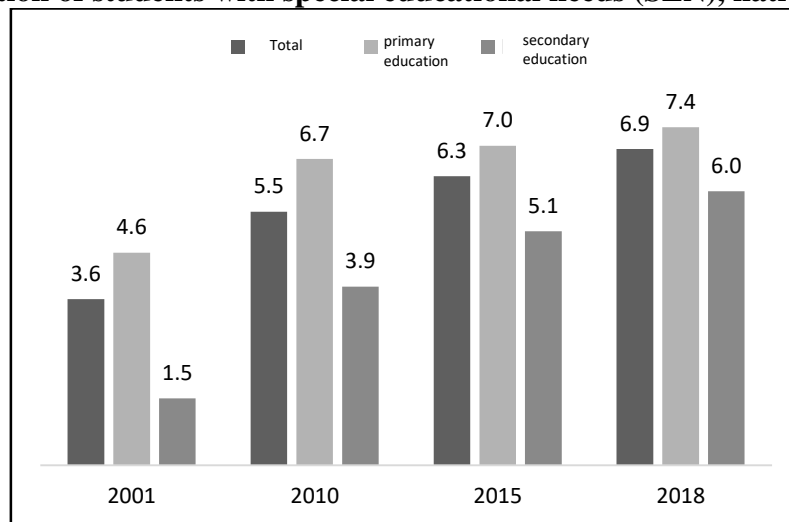 of students with special educational needs (SEN),
Total
primary
education
secondary
education
3.6
4.6
1.5
5.5
6.7
3.9
6.3
7.0
5.1
6.9
7.4
6.0
2001
2010
2015
2018